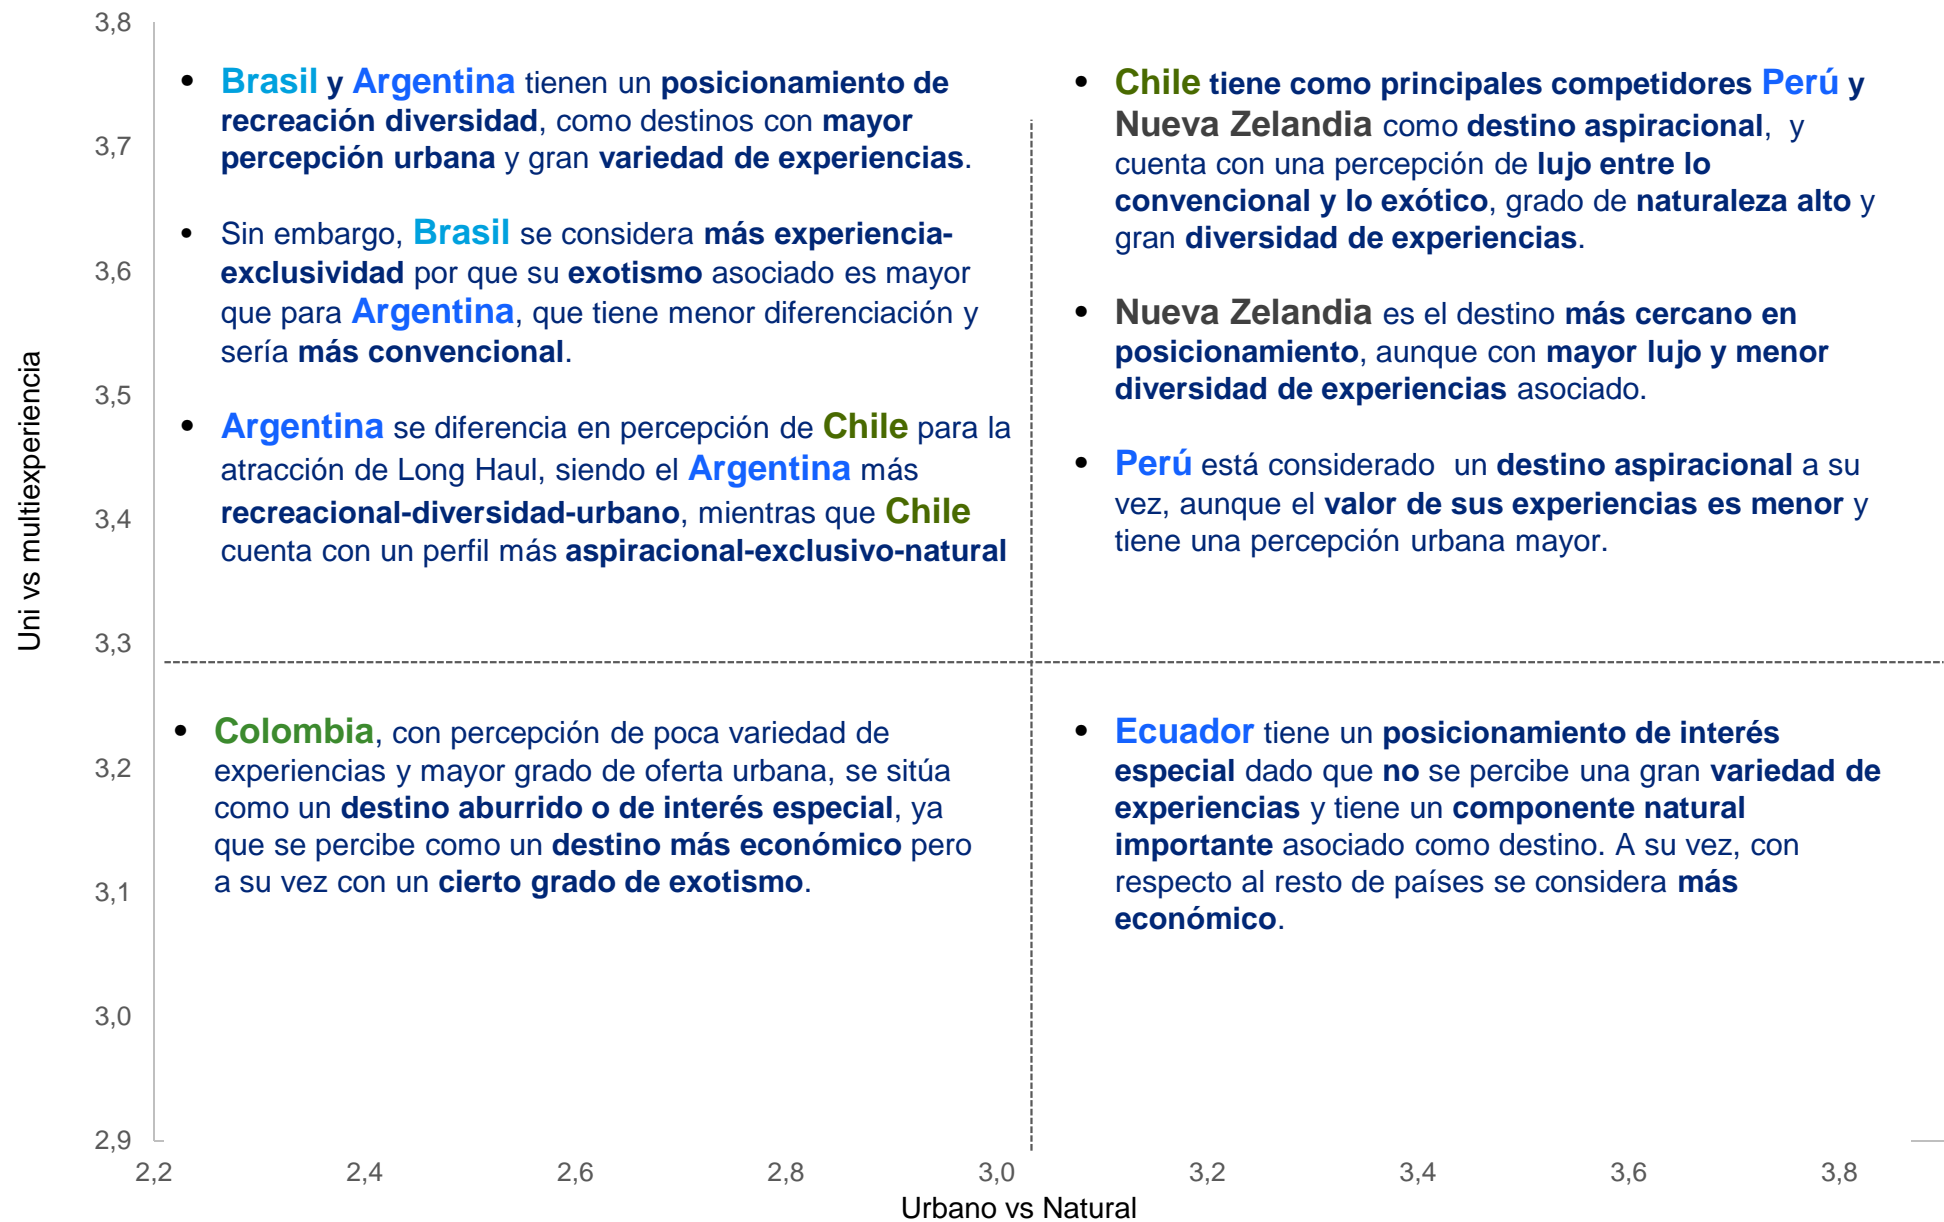 3,8
3,7
3,6
3,5
3,4
3,3
3,2
3,1
3,0
2,9
Uni vs multiexperiencia
• Brasil y Argentina tienen un posicionamiento de
recreación diversidad, como destinos con mayor
percepción urbana y gran variedad de experiencias.
• Sin embargo, Brasil se considera más experiencia-
exclusividad por que su exotismo asociado es mayor
que para Argentina, que tiene menor diferenciación y
sería más convencional.
• Argentina se diferencia en percepción de Chile para la
atracción de Long Haul, siendo el Argentina más
recreacional-diversidad-urbano, mientras que Chile
cuenta con un perfil más aspiracional-exclusivo-natural
• Chile tiene como principales competidores Perú y
Nueva Zelandia como destino aspiracional, y
cuenta con una percepción de lujo entre lo
convencional y lo exótico, grado de naturaleza alto y
gran diversidad de experiencias.
• Nueva Zelandia es el destino más cercano en
posicionamiento, aunque con mayor lujo y menor
diversidad de experiencias asociado.
• Perú está considerado un destino aspiracional a su
vez, aunque el valor de sus experiencias es menor y
tiene una percepción urbana mayor.
• Colombia, con percepción de poca variedad de
experiencias y mayor grado de oferta urbana, se sitúa
como un destino aburrido o de interés especial, ya
que se percibe como un destino más económico pero
a su vez con un cierto grado de exotismo.
• Ecuador tiene un posicionamiento de interés
especial dado que no se percibe una gran variedad de
experiencias y tiene un componente natural
importante asociado como destino. A su vez, con
respecto al resto de países se considera más
económico.
2,2 2,4 2,6 2,8 3,0 3,2 3,4 3,6 3,8
Urbano vs Natural